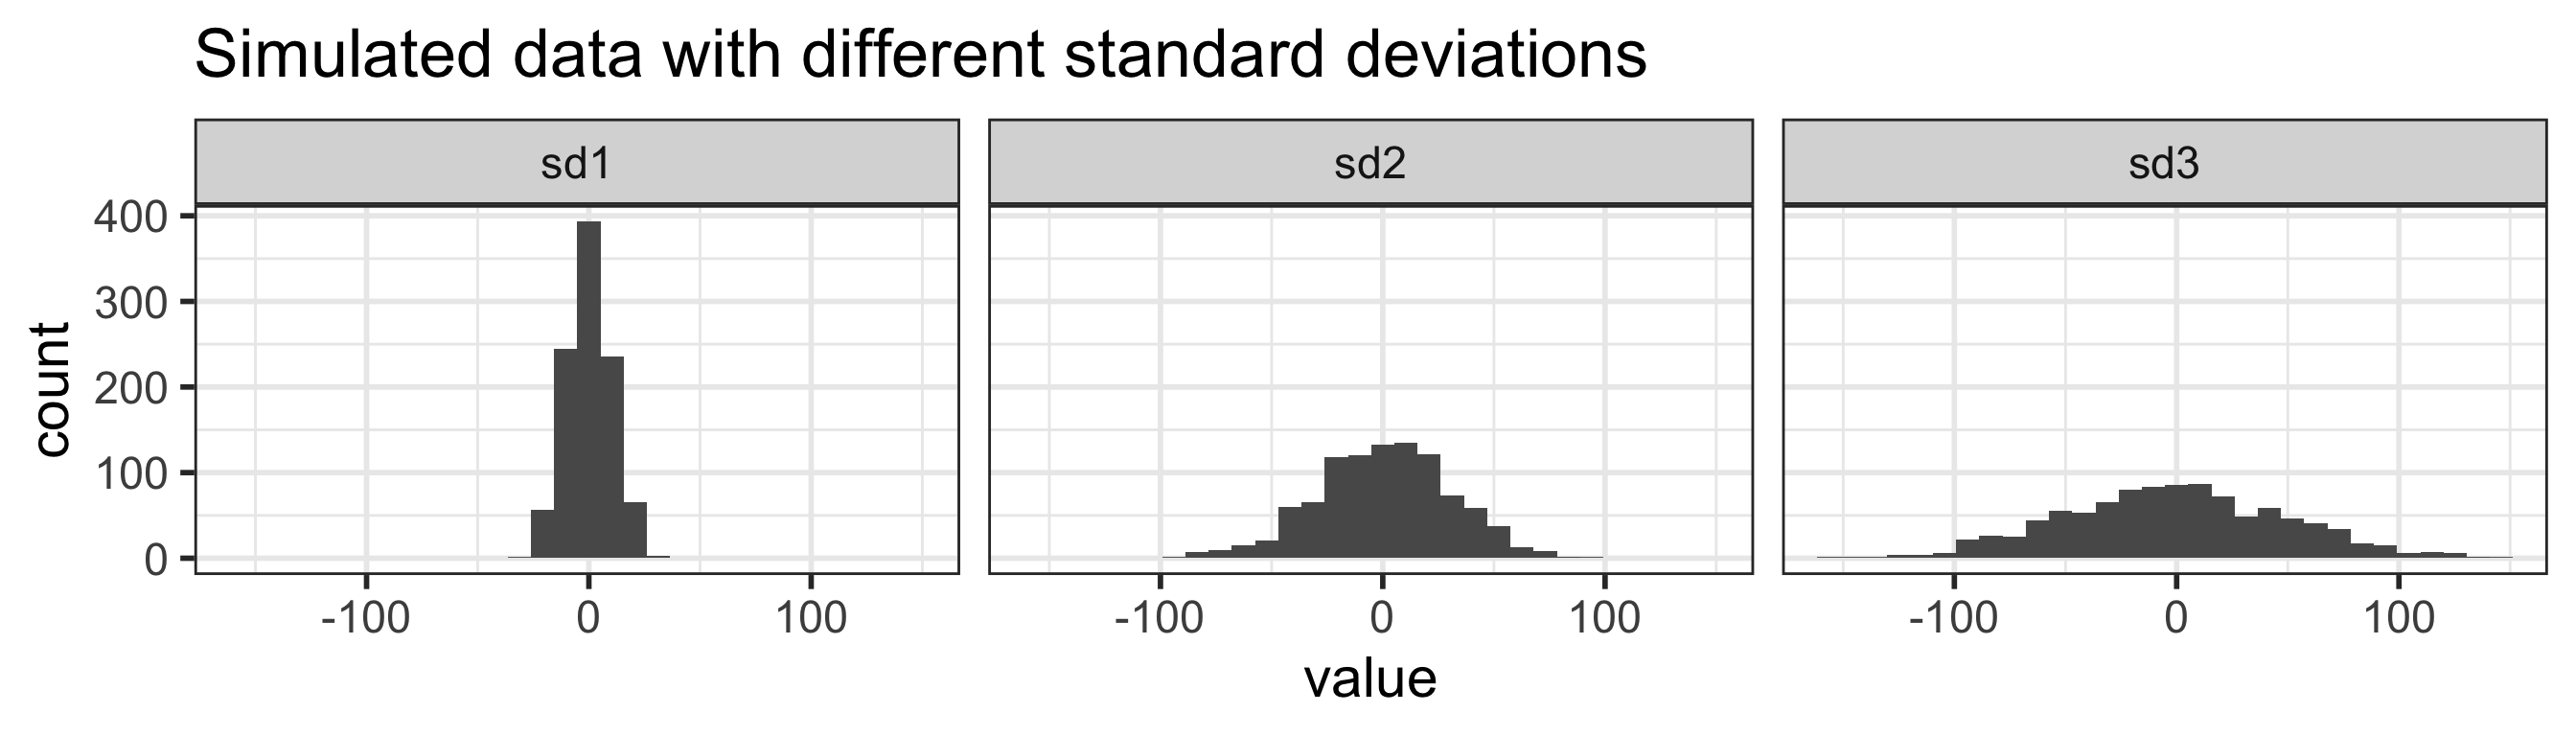 Simulated data with different standard deviations
sd1 sd2 sd3
400
300
200
100
0
count
-100 0 100 -100 0 100 -100 0 100
value